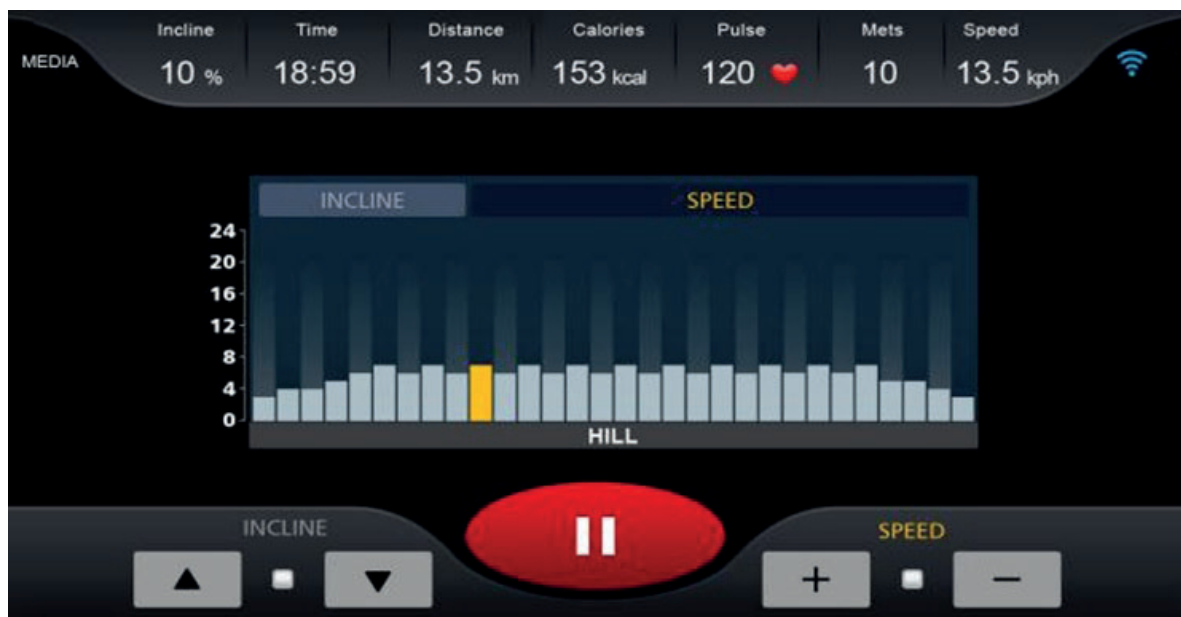 Incline Time Distance Calories Pulse Mets Speed
MEDIA
10 % 18:59 13.5 km 153 kcal 120 10 13.5 kph
INCLINE SPEED
24
20
16
12
8
4
0
HILL
INCLINE SPEED
+ −